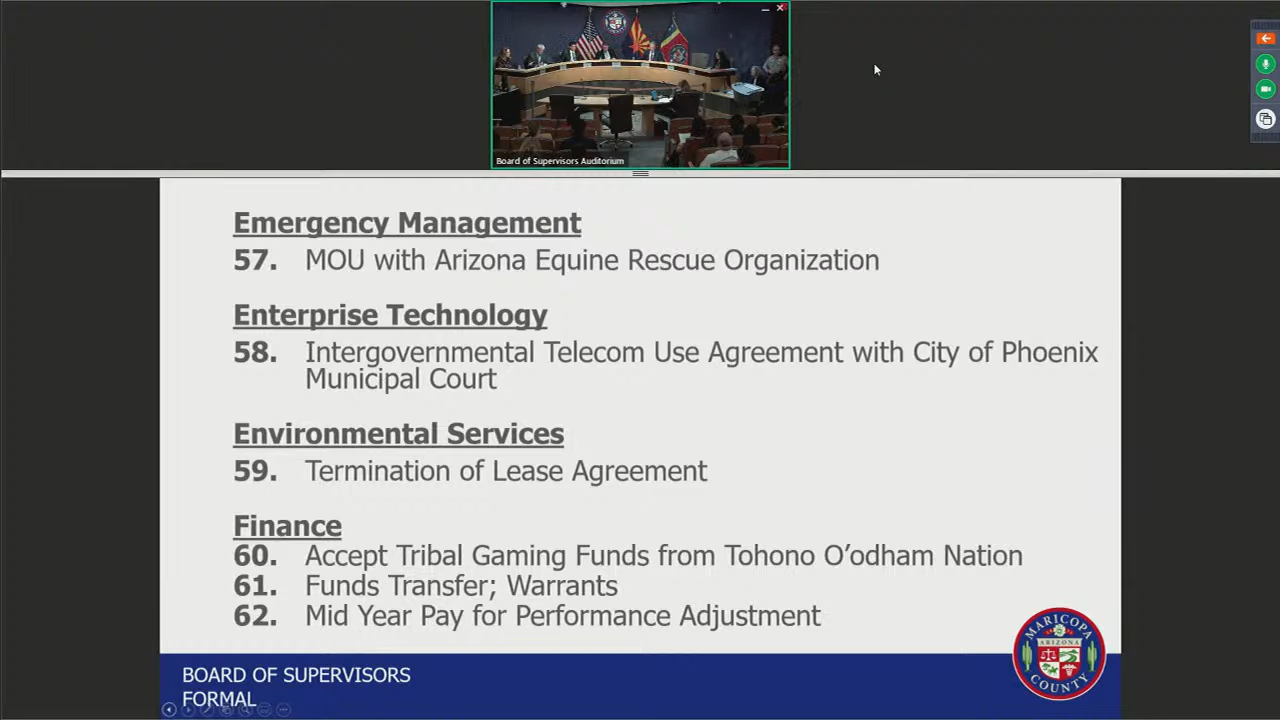 Board of Supervisors Auditorium
Emergency Management
57. MOU with Arizona Equine Rescue Organization
Enterprise Technology
58. Intergovernmental Telecom Use Agreement with City of Phoenix
Municipal Court
Environmental Services
59. Termination of Lease Agreement
Finance
60. Accept Tribal Gaming Funds from Tohono O’odham Nation
61. Funds Transfer; Warrants
62. Mid Year Pay for Performance Adjustment
BOARD OF SUPERVISORS
FORMAL
MARICOPA
ARIZONA
COUNTY